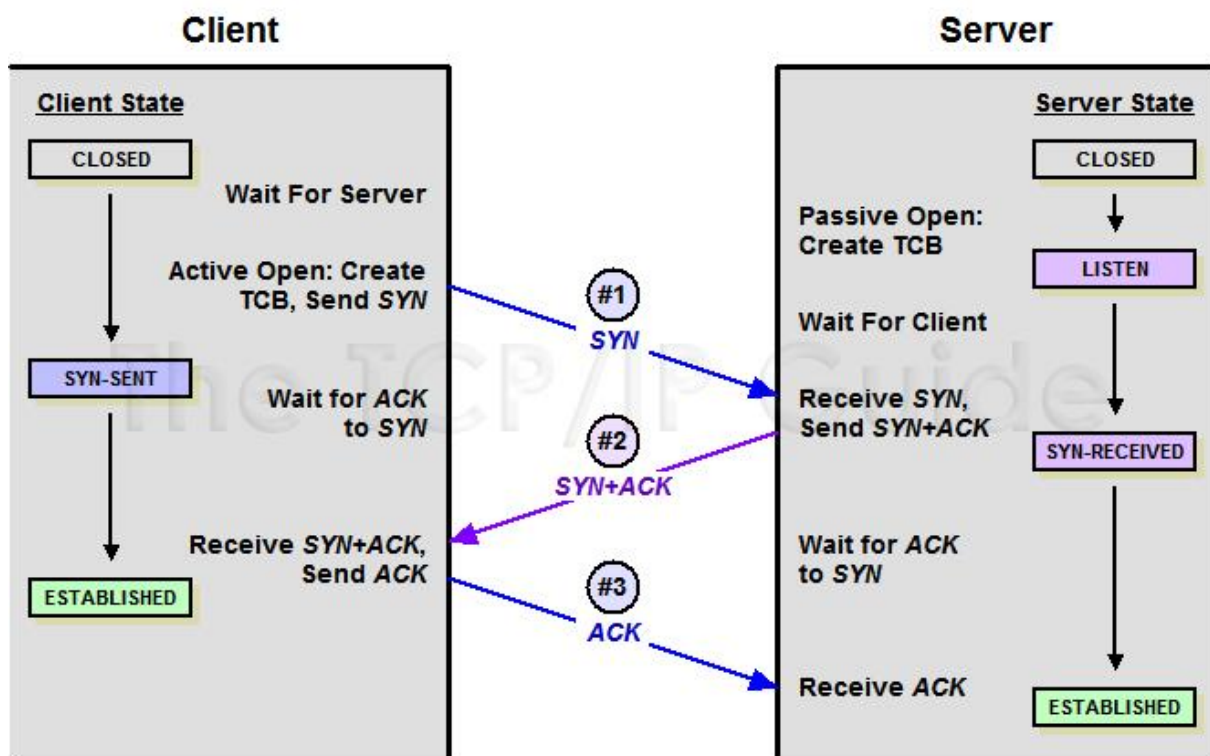 Client
Server
Client State
CLOSED
Wait For Server
Active Open: Create
TCB, Send SYN
SYN-SENT
Wait for ACK
to SYN
Receive SYN+ACK,
Send ACK
ESTABLISHED
#1
SYN
#2
SYN+ACK
#3
ACK
Server State
CLOSED
Passive Open:
Create TCB
LISTEN
Wait For Client
Receive SYN,
Send SYN+ACK
SYN-RECEIVED
Wait for ACK
to SYN
Receive ACK
ESTABLISHED
The TCP/IP Guide